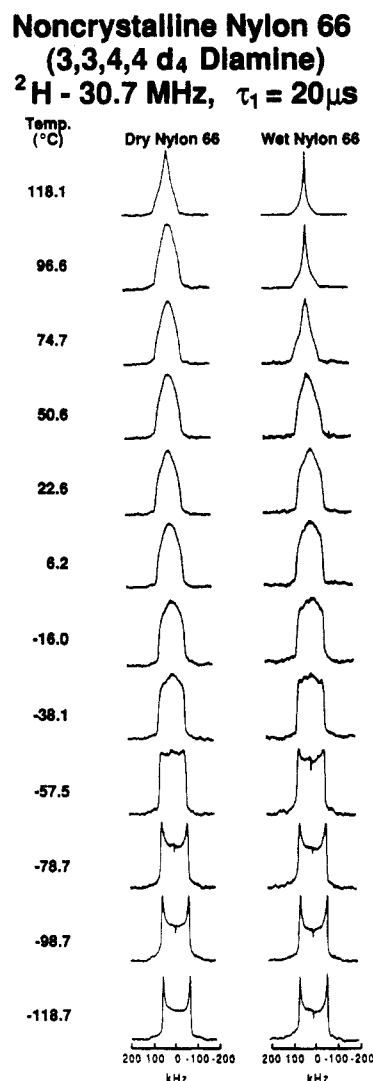 Noncrystalline Nylon 66
(3,3,4,4 d4 Diamine)
2H - 30.7 MHz, τ1 = 20μs
Temp.
(°C)
Dry Nylon 66
Wet Nylon 66
118.1
96.6
74.7
50.6
22.6
6.2
-16.0
-38.1
-57.5
-78.7
-98.7
-118.7
200 100 0 -100 -200
200 100 0 -100 -200
kHz
kHz